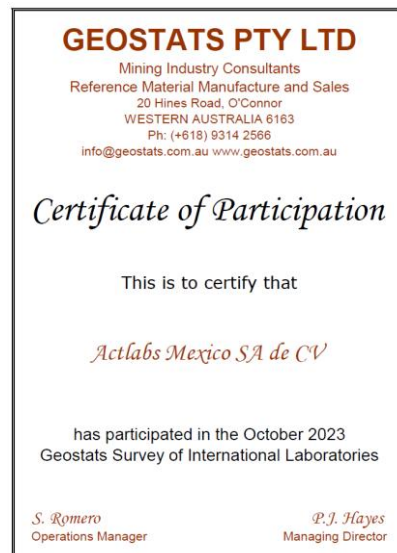 GEOSTATS PTY LTD
Mining Industry Consultants
Reference Material Manufacture and Sales
20 Hines Road, O'Connor
WESTERN AUSTRALIA 6163
Ph: (+618) 9314 2566
info@geostats.com.au www.geostats.com.au
Certificate of Participation
This is to certify that
Actlabs Mexico SA de CV
has participated in the October 2023
Geostats Survey of International Laboratories
S. Romero
Operations Manager
P.J. Hayes
Managing Director